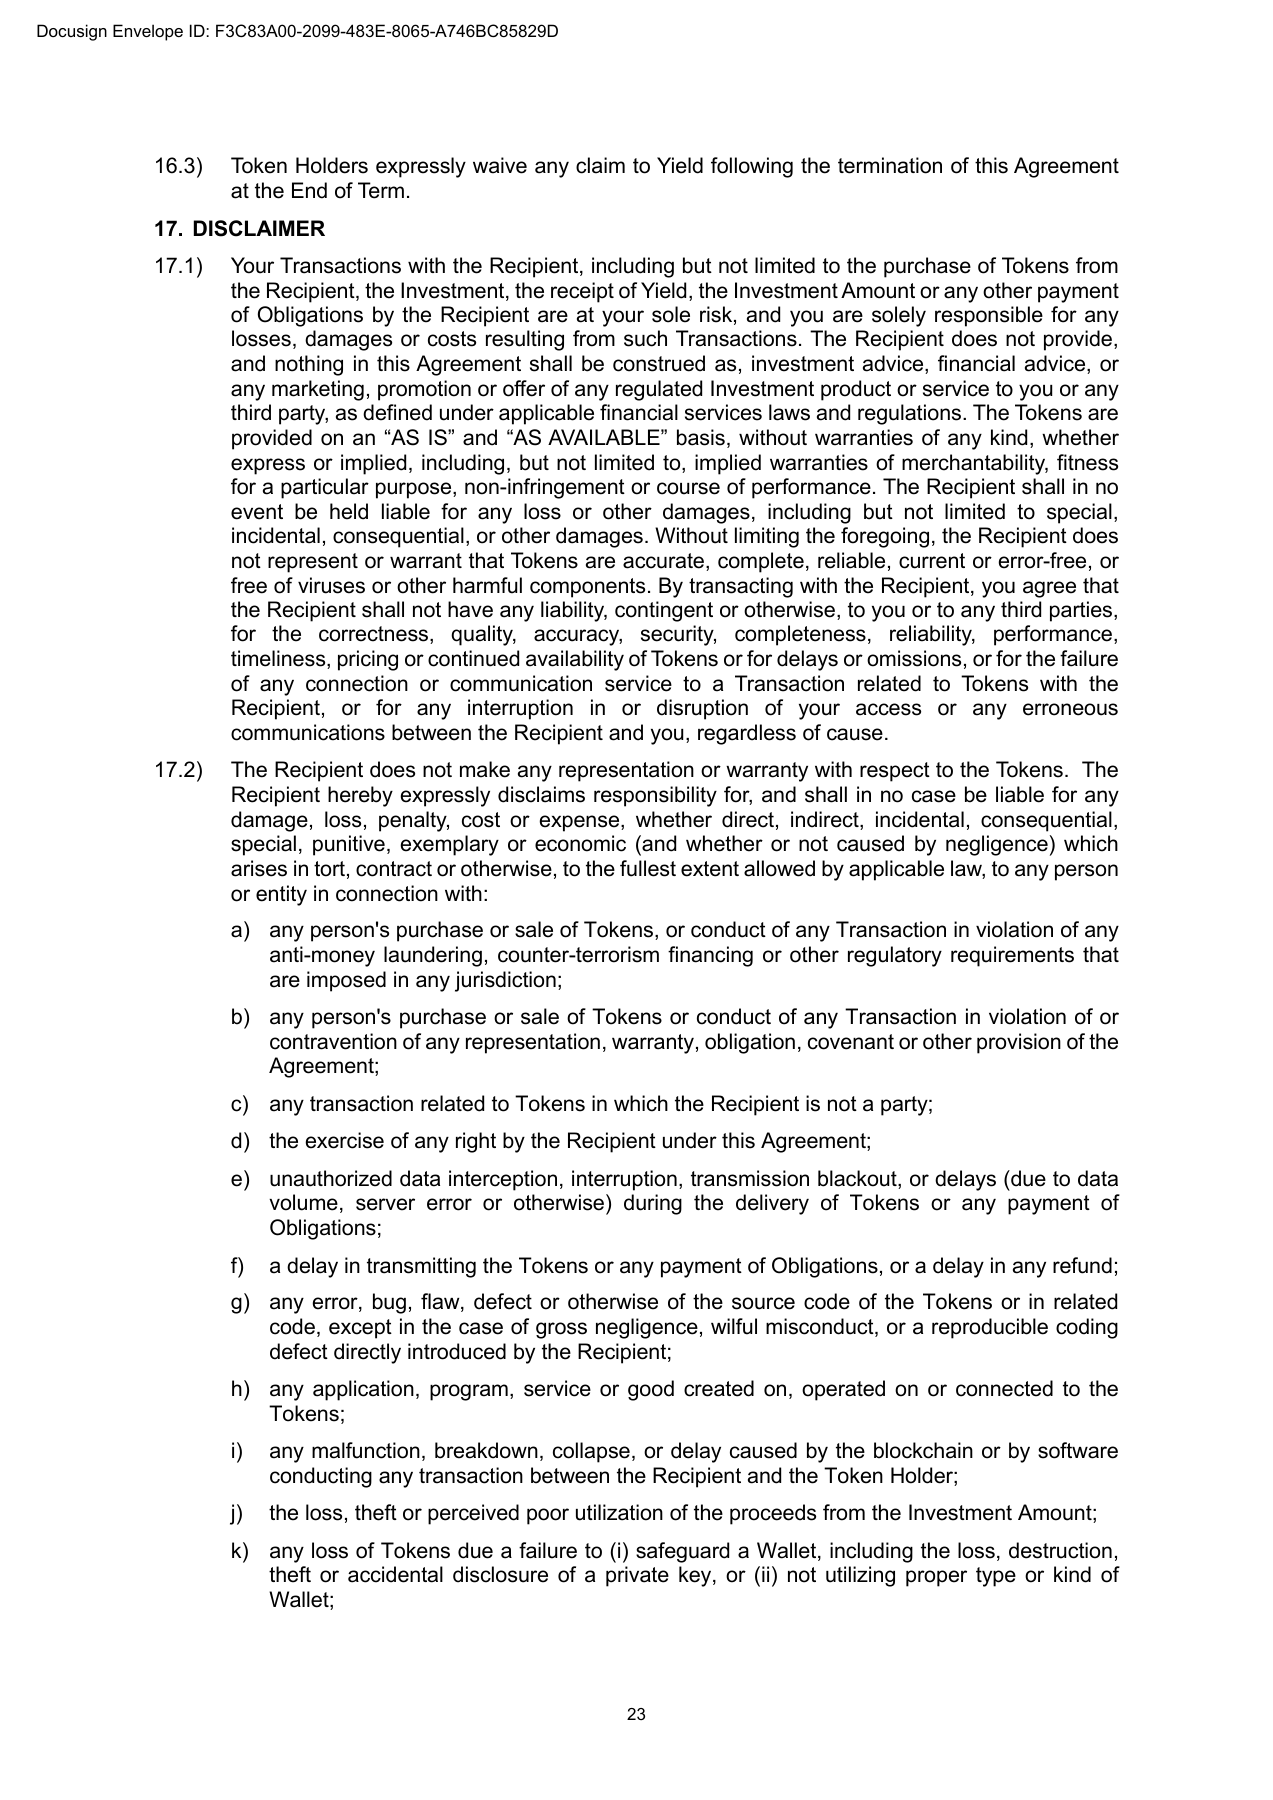 Docusign Envelope ID: F3C83A00-2099-483E-8065-A746BC85829D
16.3) Token Holders expressly waive any claim to Yield following the termination of this Agreement
at the End of Term.
17. DISCLAIMER
17.1) Your Transactions with the Recipient, including but not limited to the purchase of Tokens from
the Recipient, the Investment, the receipt of Yield, the Investment Amount or any other payment
of Obligations by the Recipient are at your sole risk, and you are solely responsible for any
losses, damages or costs resulting from such Transactions. The Recipient does not provide,
and nothing in this Agreement shall be construed as, investment advice, financial advice, or
any marketing, promotion or offer of any regulated Investment product or service to you or any
third party, as defined under applicable financial services laws and regulations. The Tokens are
provided on an “AS IS” and “AS AVAILABLE” basis, without warranties of any kind, whether
express or implied, including, but not limited to, implied warranties of merchantability, fitness
for a particular purpose, non-infringement or course of performance. The Recipient shall in no
event be held liable for any loss or other damages, including but not limited to special,
incidental, consequential, or other damages. Without limiting the foregoing, the Recipient does
not represent or warrant that Tokens are accurate, complete, reliable, current or error-free, or
free of viruses or other harmful components. By transacting with the Recipient, you agree that
the Recipient shall not have any liability, contingent or otherwise, to you or to any third parties,
for the correctness, quality, accuracy, security, completeness, reliability, performance,
timeliness, pricing or continued availability of Tokens or for delays or omissions, or for the failure
of any connection or communication service to a Transaction related to Tokens with the
Recipient, or for any interruption in or disruption of your access or any erroneous
communications between the Recipient and you, regardless of cause.
17.2) The Recipient does not make any representation or warranty with respect to the Tokens. The
Recipient hereby expressly disclaims responsibility for, and shall in no case be liable for any
damage, loss, penalty, cost or expense, whether direct, indirect, incidental, consequential,
special, punitive, exemplary or economic (and whether or not caused by negligence) which
arises in tort, contract or otherwise, to the fullest extent allowed by applicable law, to any person
or entity in connection with:
a) any person's purchase or sale of Tokens, or conduct of any Transaction in violation of any
anti-money laundering, counter-terrorism financing or other regulatory requirements that
are imposed in any jurisdiction;
b) any person's purchase or sale of Tokens or conduct of any Transaction in violation of or
contravention of any representation, warranty, obligation, covenant or other provision of the
Agreement;
c) any transaction related to Tokens in which the Recipient is not a party;
d) the exercise of any right by the Recipient under this Agreement;
e) unauthorized data interception, interruption, transmission blackout, or delays (due to data
volume, server error or otherwise) during the delivery of Tokens or any payment of
Obligations;
f) a delay in transmitting the Tokens or any payment of Obligations, or a delay in any refund;
g) any error, bug, flaw, defect or otherwise of the source code of the Tokens or in related
code, except in the case of gross negligence, wilful misconduct, or a reproducible coding
defect directly introduced by the Recipient;
h) any application, program, service or good created on, operated on or connected to the
Tokens;
i) any malfunction, breakdown, collapse, or delay caused by the blockchain or by software
conducting any transaction between the Recipient and the Token Holder;
j) the loss, theft or perceived poor utilization of the proceeds from the Investment Amount;
k) any loss of Tokens due a failure to (i) safeguard a Wallet, including the loss, destruction,
theft or accidental disclosure of a private key, or (ii) not utilizing proper type or kind of
Wallet;
23